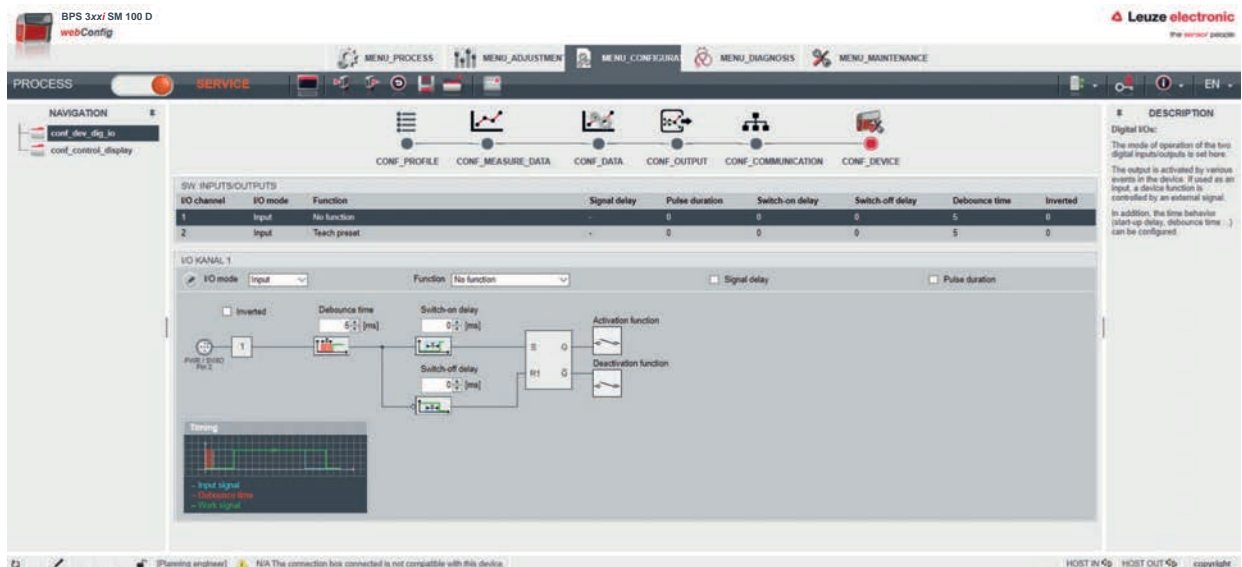 BPS 3xxi SM 100 D
webConfig
Leuze electronic
the sensor people
MENU_PROCESS
MENU_ADJUSTMEN
MENU_CONFIGURA
MENU_DIAGNOSIS
MENU_MAINTENANCE
PROCESS
SERVICE
EN
NAVIGATION
conf_dev_dig_io
conf_control_display
CONF_PROFILE
CONF_MEASURE_DATA
CONF_DATA
CONF_OUTPUT
CONF_COMMUNICATION
CONF_DEVICE
SW. INPUTS/OUTPUTS
I/O channel I/O mode Function Signal delay Pulse duration Switch-on delay Switch-off delay Debounce time Inverted
1 Input No function - 0 0 0 5 0
2 Input Teach preset - 0 0 0 5 0
I/O KANAL 1
I/O mode Input Function No function Signal delay Pulse duration
Inverted
Debounce time
5 [ms]
Switch-on delay
0 [ms]
1
PWR / SWIO
Pin 2
Switch-off delay
0 [ms]
S Q
R1 Q̄
Activation function
Deactivation function
Timing
– Input signal
– Debounce time
– Work signal
DESCRIPTION
Digital I/Os:
The mode of operation of the two
digital inputs/outputs is set here.
The output is activated by various
events in the device. If used as an
input, a device function is
controlled by an external signal.
In addition, the time behavior
(start-up delay, debounce time ...)
can be configured.
[Planning engineer]
N/A The connection box connected is not compatible with this device.
HOST IN
HOST OUT
copyright